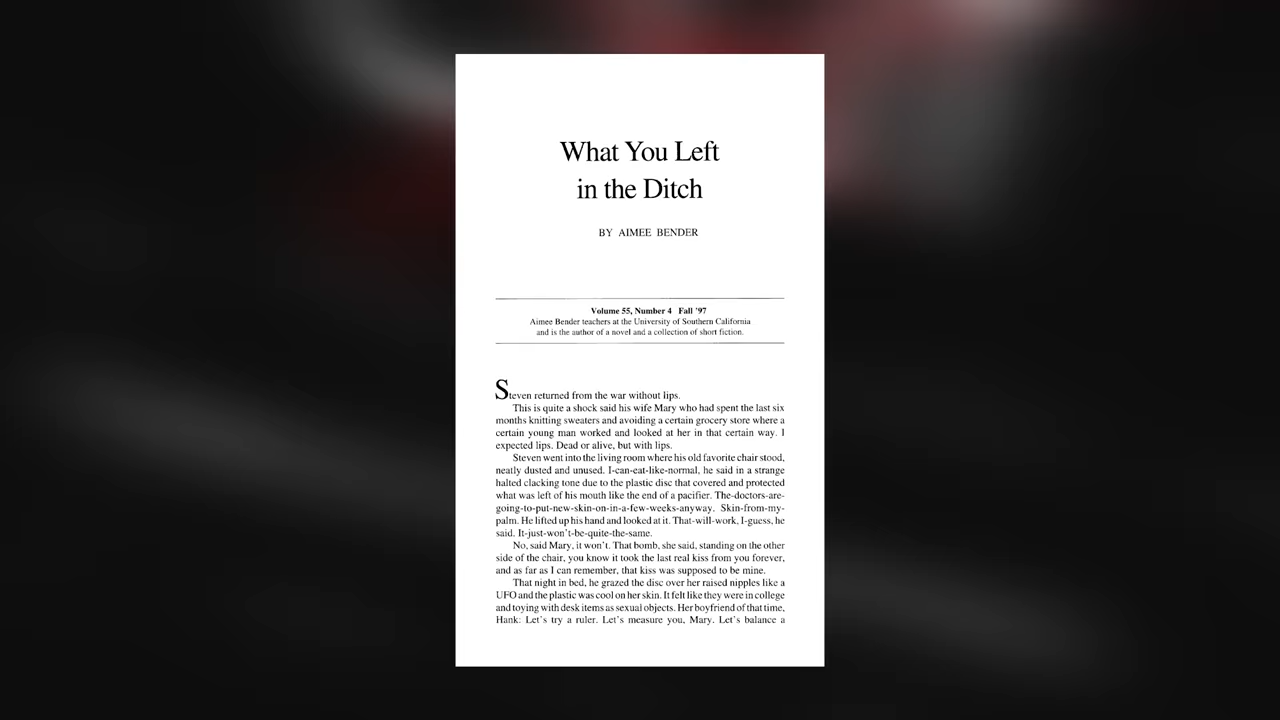 What You Left
in the Ditch
BY AIMEE BENDER
Volume 55, Number 4 Fall '97
Aimee Bender teachers at the University of Southern California
and is the author of a novel and a collection of short fiction.
Steven returned from the war without lips.
This is quite a shock said his wife Mary who had spent the last six
months knitting sweaters and avoiding a certain grocery store where a
certain young man worked and looked at her in that certain way. I
expected lips. Dead or alive, but with lips.
Steven went into the living room where his old favorite chair stood,
neatly dusted and unused. I-can-eat-like-normal, he said in a strange
halted clacking tone due to the plastic disc that covered and protected
what was left of his mouth like the end of a pacifier. The-doctors-are-
going-to-put-new-skin-on-in-a-few-weeks-anyway. Skin-from-my-
palm. He lifted up his hand and looked at it. That-will-work, I-guess, he
said. It-just-won't-be-quite-the-same.
No, said Mary, it won't. That bomb, she said, standing on the other
side of the chair, you know it took the last real kiss from you forever,
and as far as I can remember, that kiss was supposed to be mine.
That night in bed, he grazed the disc over her raised nipples like a
UFO and the plastic was cool on her skin. It felt like they were in college
and toying with desk items as sexual objects. Her boyfriend of that time,
Hank: Let's try a ruler. Let's measure you, Mary. Let's balance a